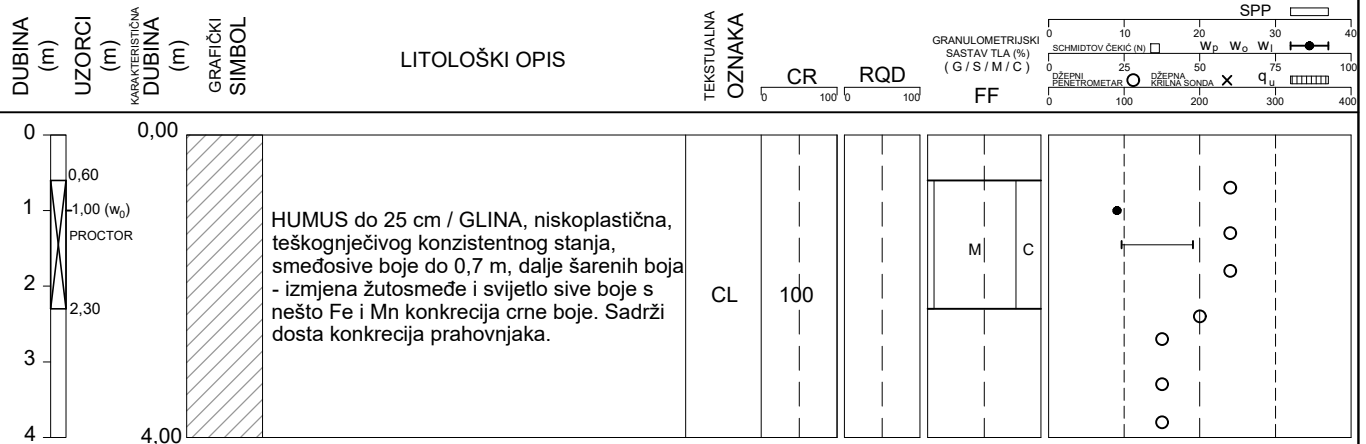 DUBINA (m)
UZORCI (m)
KARAKTERISTIČNA DUBINA (m)
GRAFIČKI SIMBOL
LITOLOŠKI OPIS
TEKSTUALNA OZNAKA
CR
0 100
RQD
0 100
GRANULOMETRIJSKI
SASTAV TLA (%)
( G / S / M / C )
FF
SPP
0 10 20 30 40
SCHMIDTOV ČEKIĆ (N) Wp Wo Wl
0 25 50 75 100
DŽEPNI PENETROMETAR DŽEPNA KRILNA SONDA qu
0 100 200 300 400
0
0,00
0,60
1
1,00 (w0)
PROCTOR
2
2,30
3
4
4,00
HUMUS do 25 cm / GLINA, niskoplastična,
teškognječivog konzistentnog stanja,
smeđosive boje do 0,7 m, dalje šarenih boja
- izmjena žutosmeđe i svijetlo sive boje s
nešto Fe i Mn konkrecija crne boje. Sadrži
dosta konkrecija prahovnjaka.
CL
100
M C